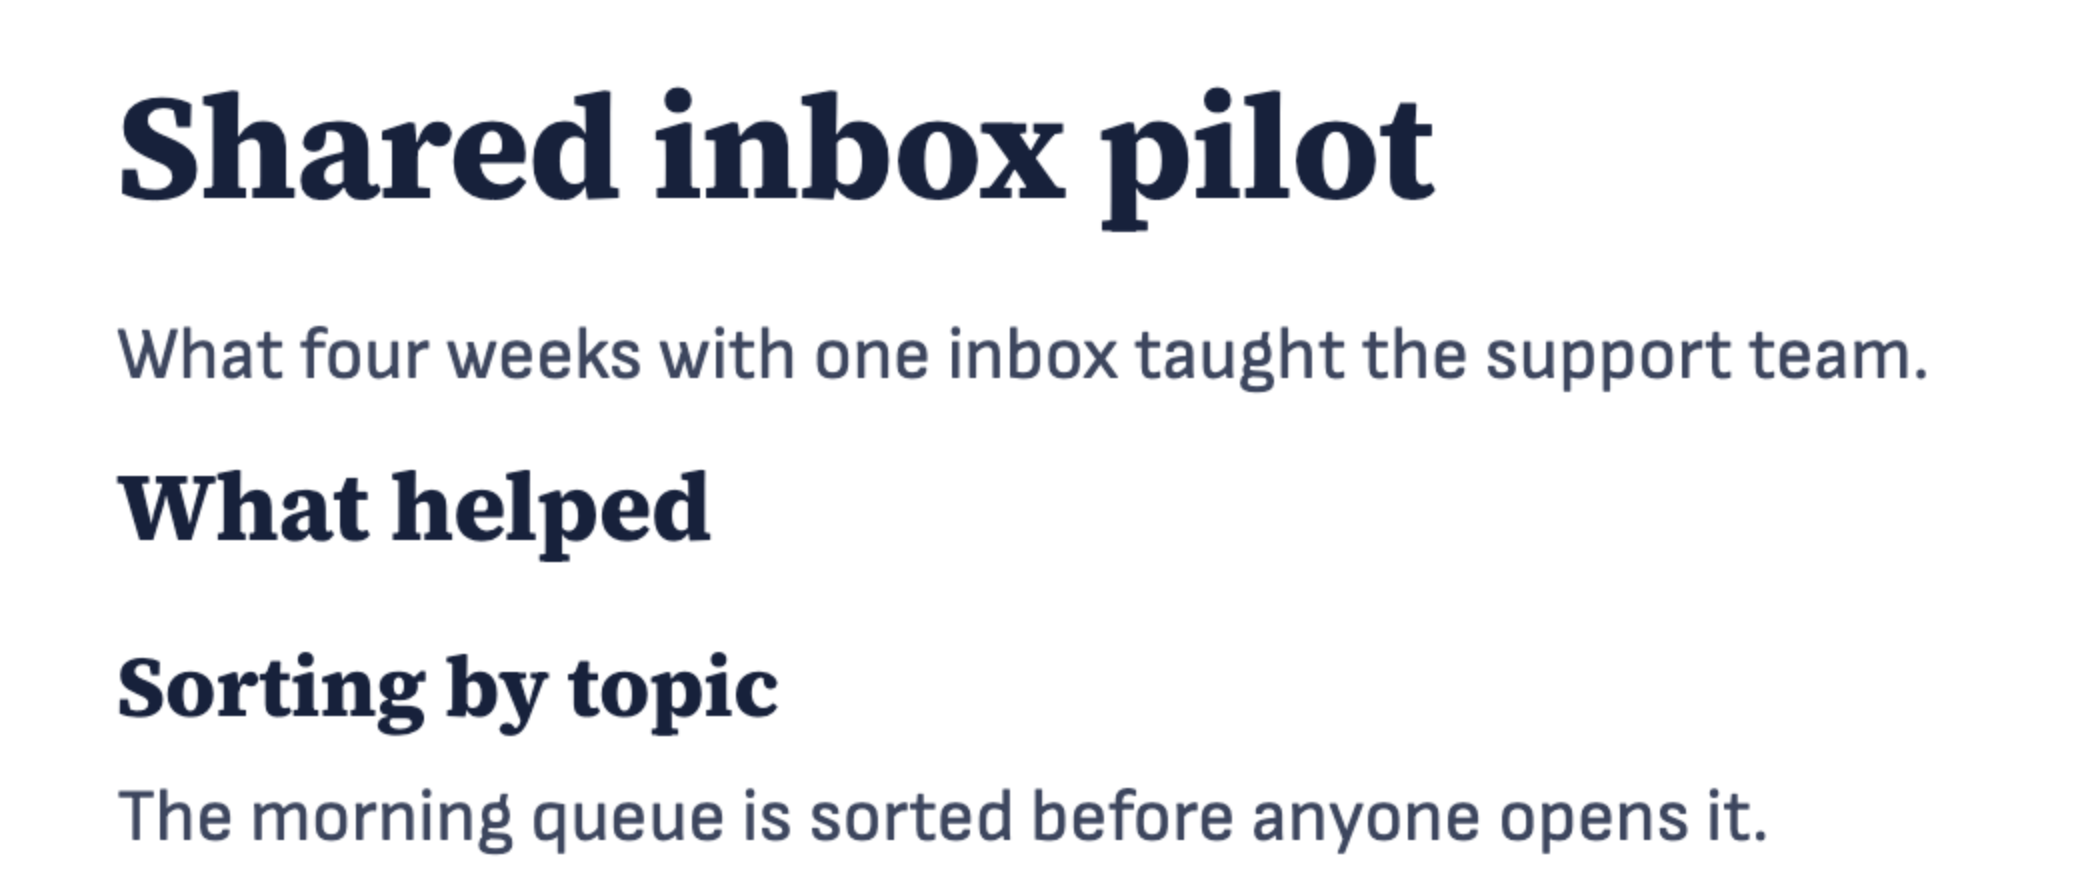 Shared inbox pilot
What four weeks with one inbox taught the support team.
What helped
Sorting by topic
The morning queue is sorted before anyone opens it.